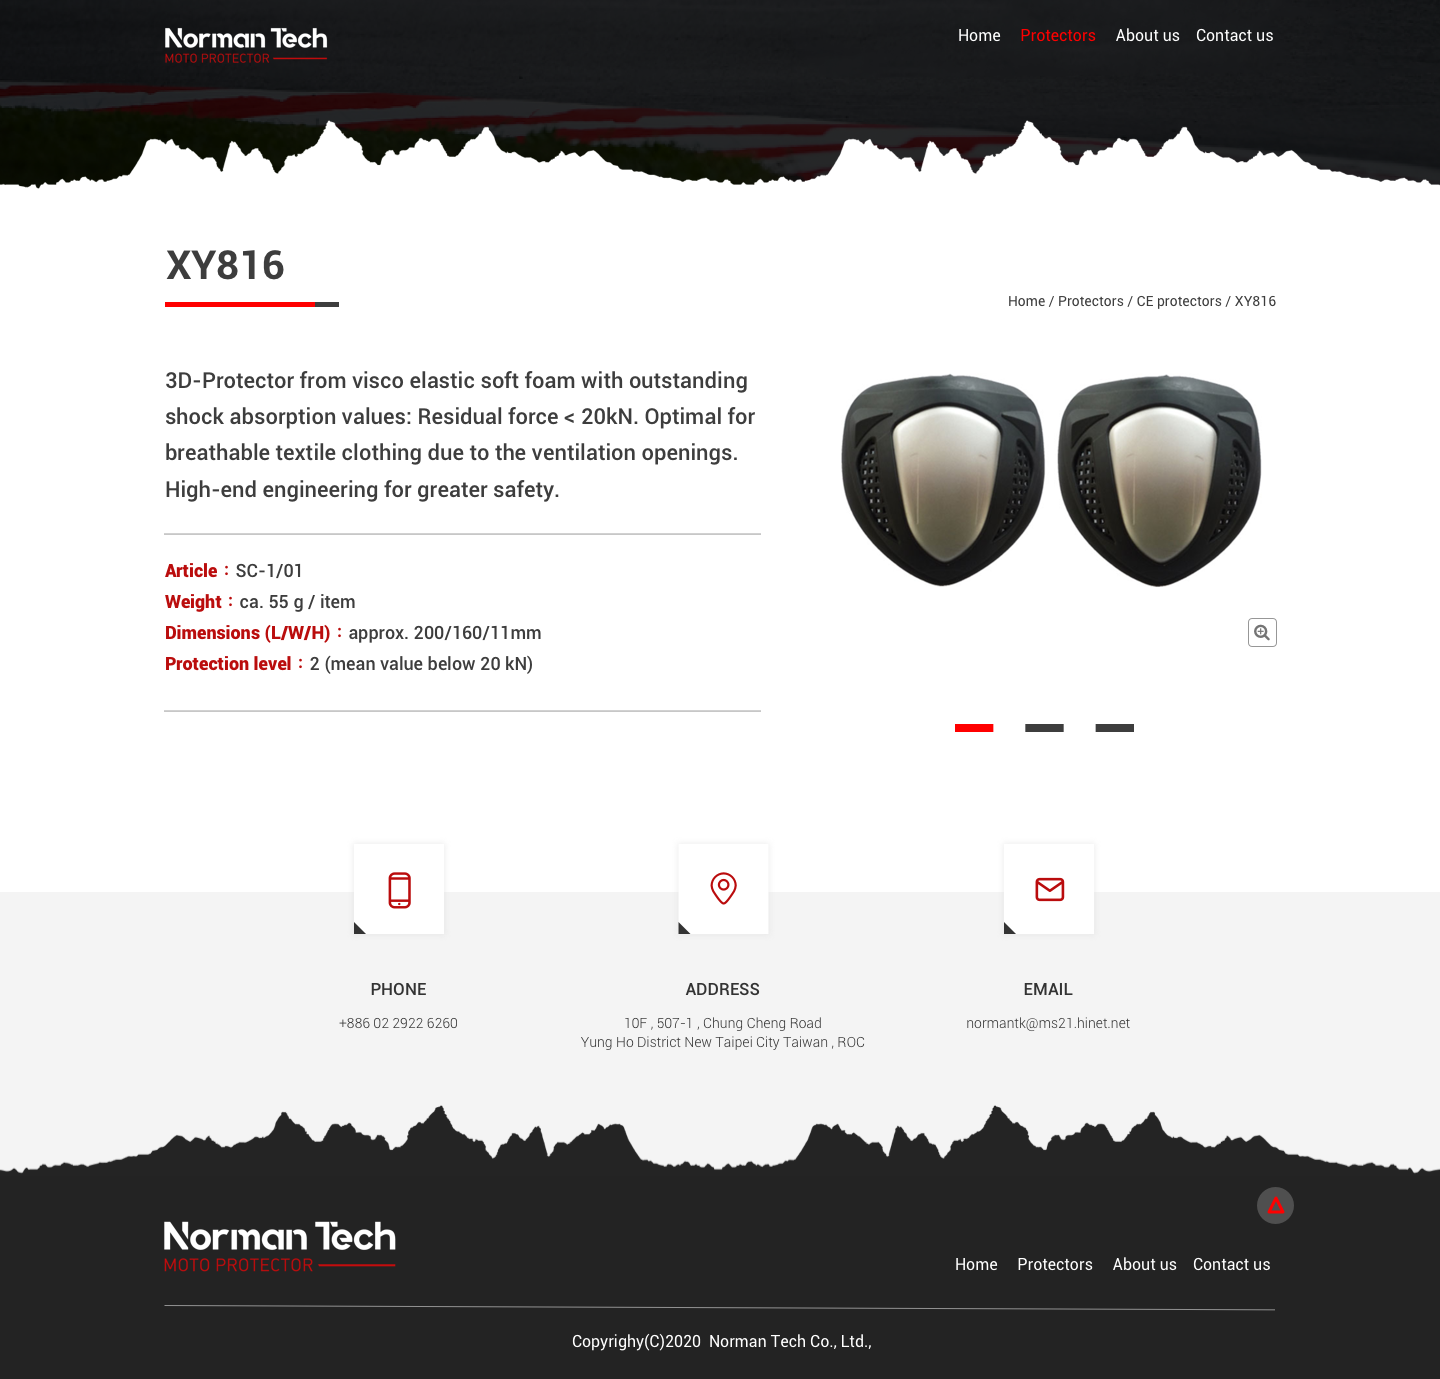 Norman Tech
MOTO PROTECTOR
Home Protectors About us Contact us
XY816
Home / Protectors / CE protectors / XY816
3D-Protector from visco elastic soft foam with outstanding
shock absorption values: Residual force < 20kN. Optimal for
breathable textile clothing due to the ventilation openings.
High-end engineering for greater safety.
Article：SC-1/01
Weight：ca. 55 g / item
Dimensions (L/W/H)：approx. 200/160/11mm
Protection level：2 (mean value below 20 kN)
PHONE
+886 02 2922 6260
ADDRESS
10F , 507-1 , Chung Cheng Road
Yung Ho District New Taipei City Taiwan , ROC
EMAIL
normantk@ms21.hinet.net
Norman Tech
MOTO PROTECTOR
Home Protectors About us Contact us
Copyrighy(C)2020 Norman Tech Co., Ltd.,